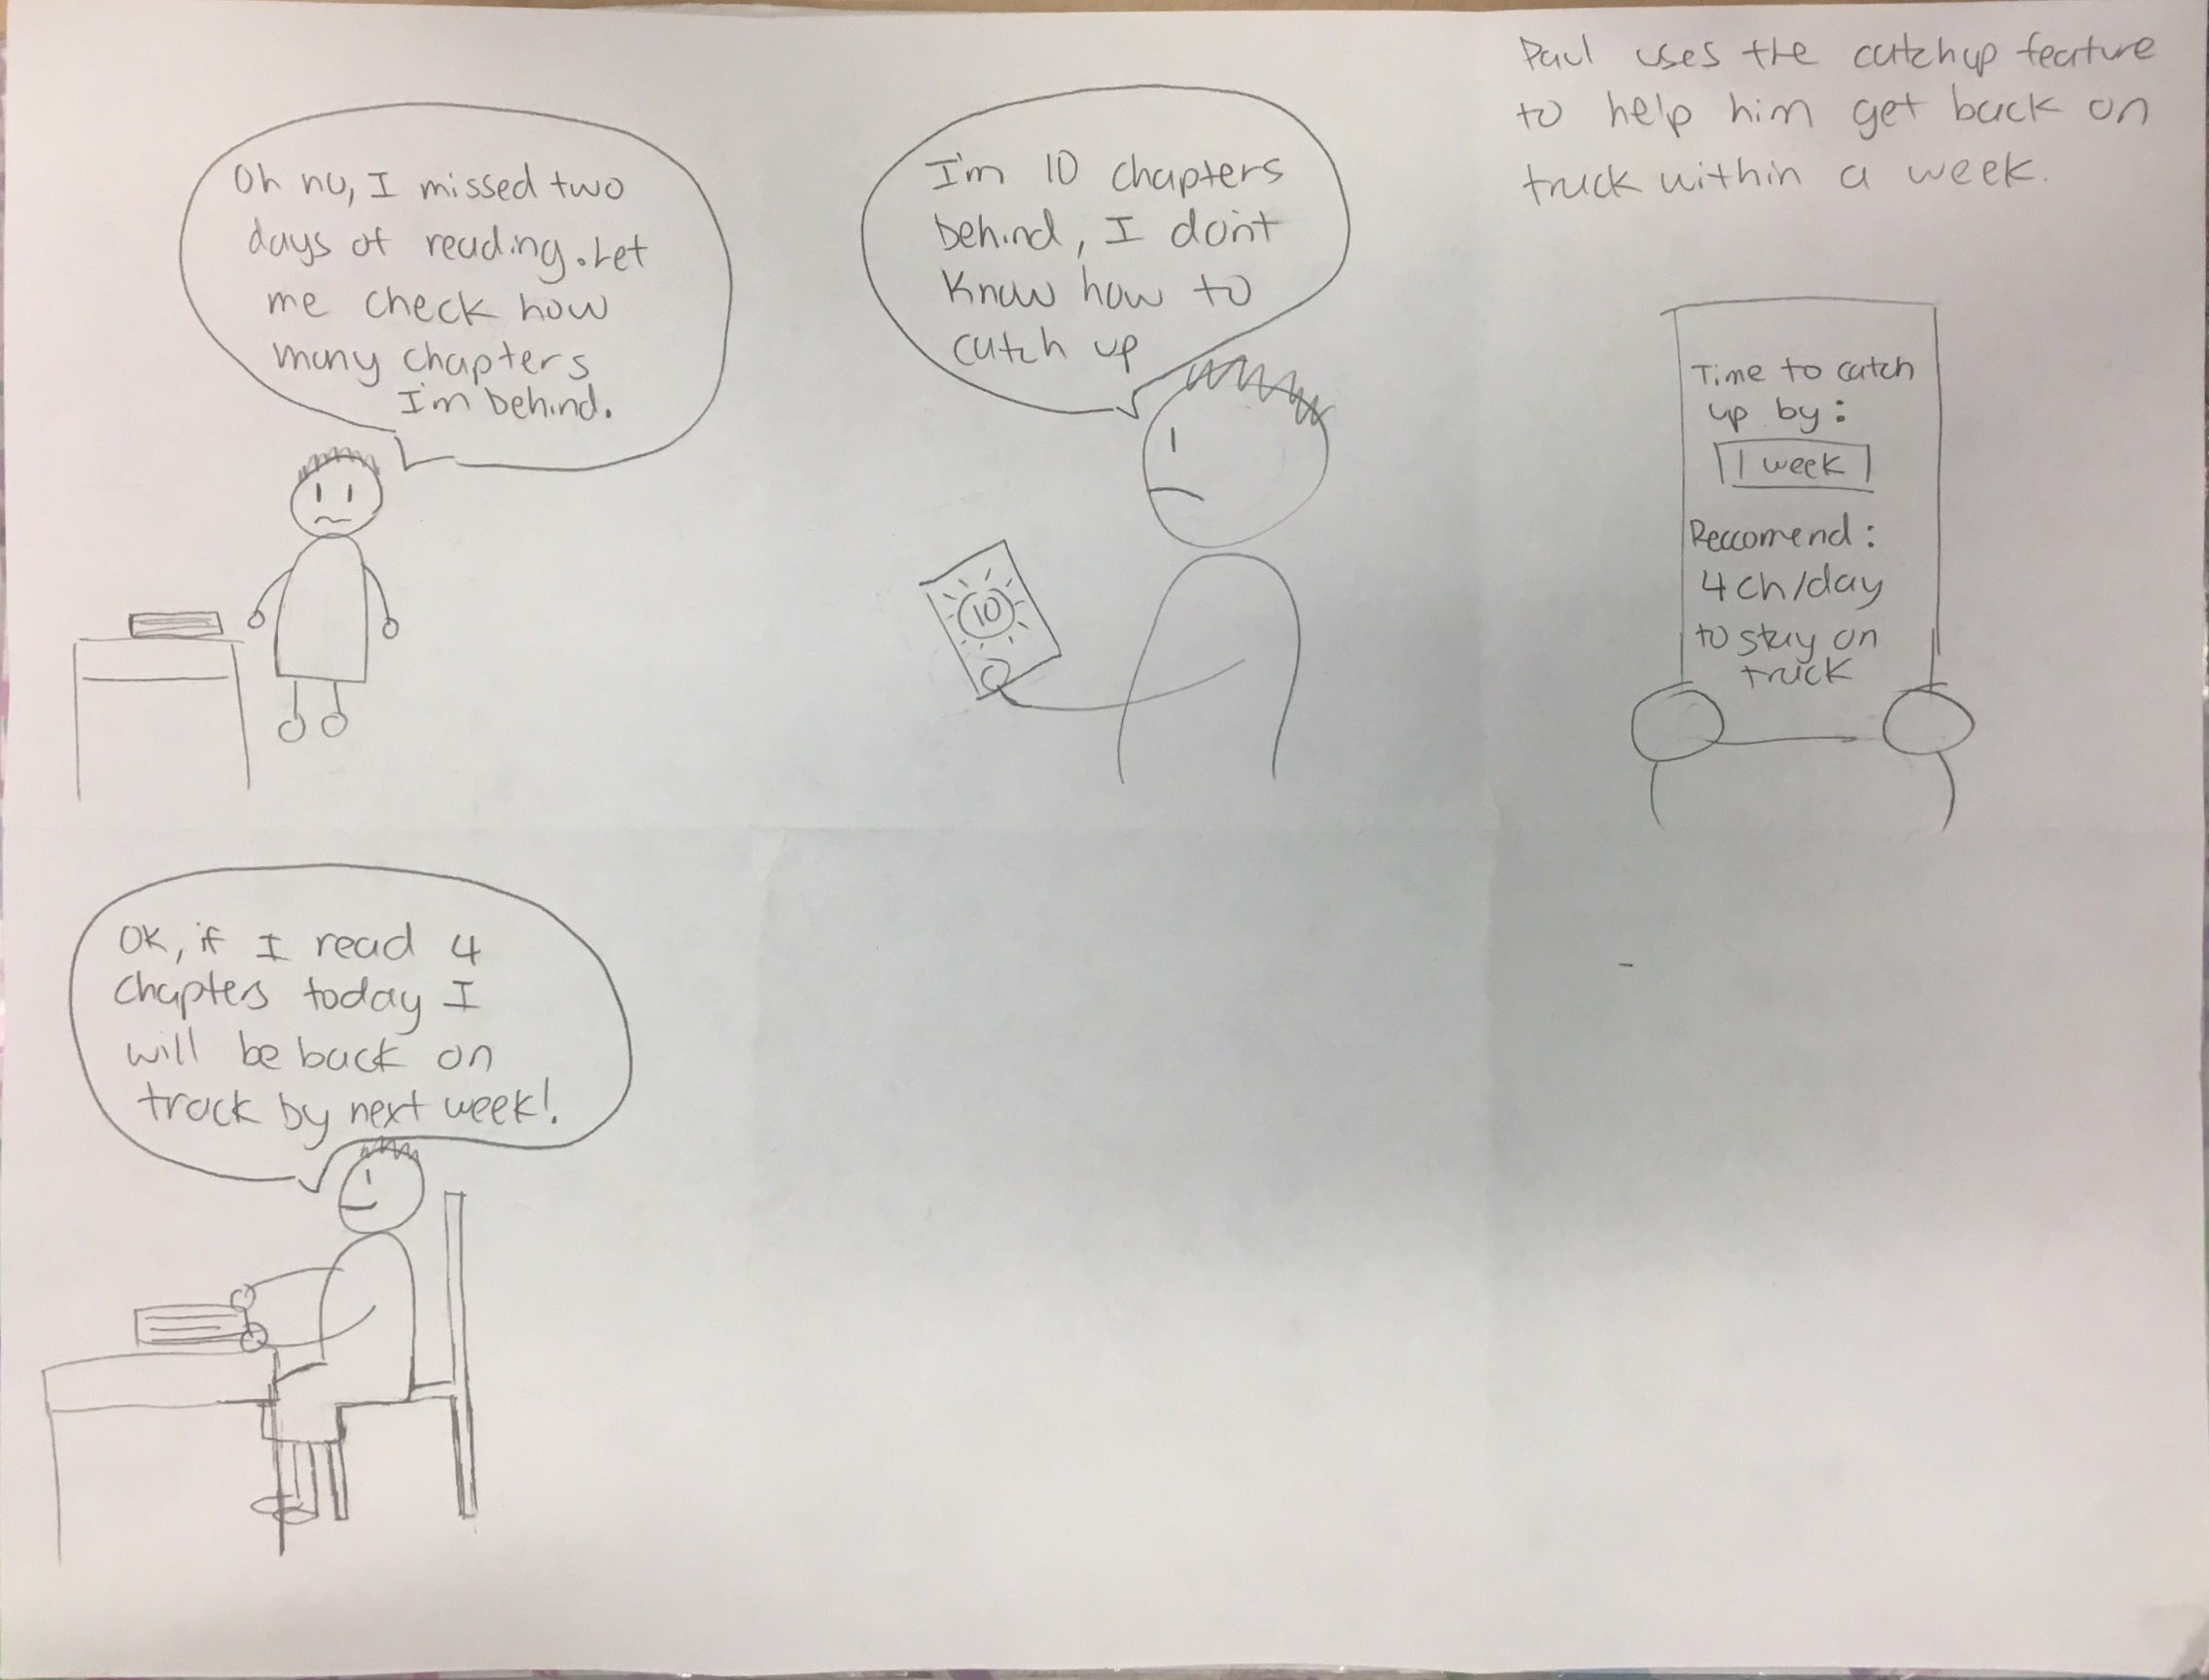 Oh no, I missed two
days of reading. Let
me check how
many chapters
I'm behind.
I'm 10 chapters
behind, I don't
know how to
catch up
10
Paul uses the catchup feature
to help him get back on
track within a week.
Time to catch
up by:
1 week
Reccomend:
4 ch/day
to stay on
track
OK, if I read 4
chapters today I
will be back on
track by next week!